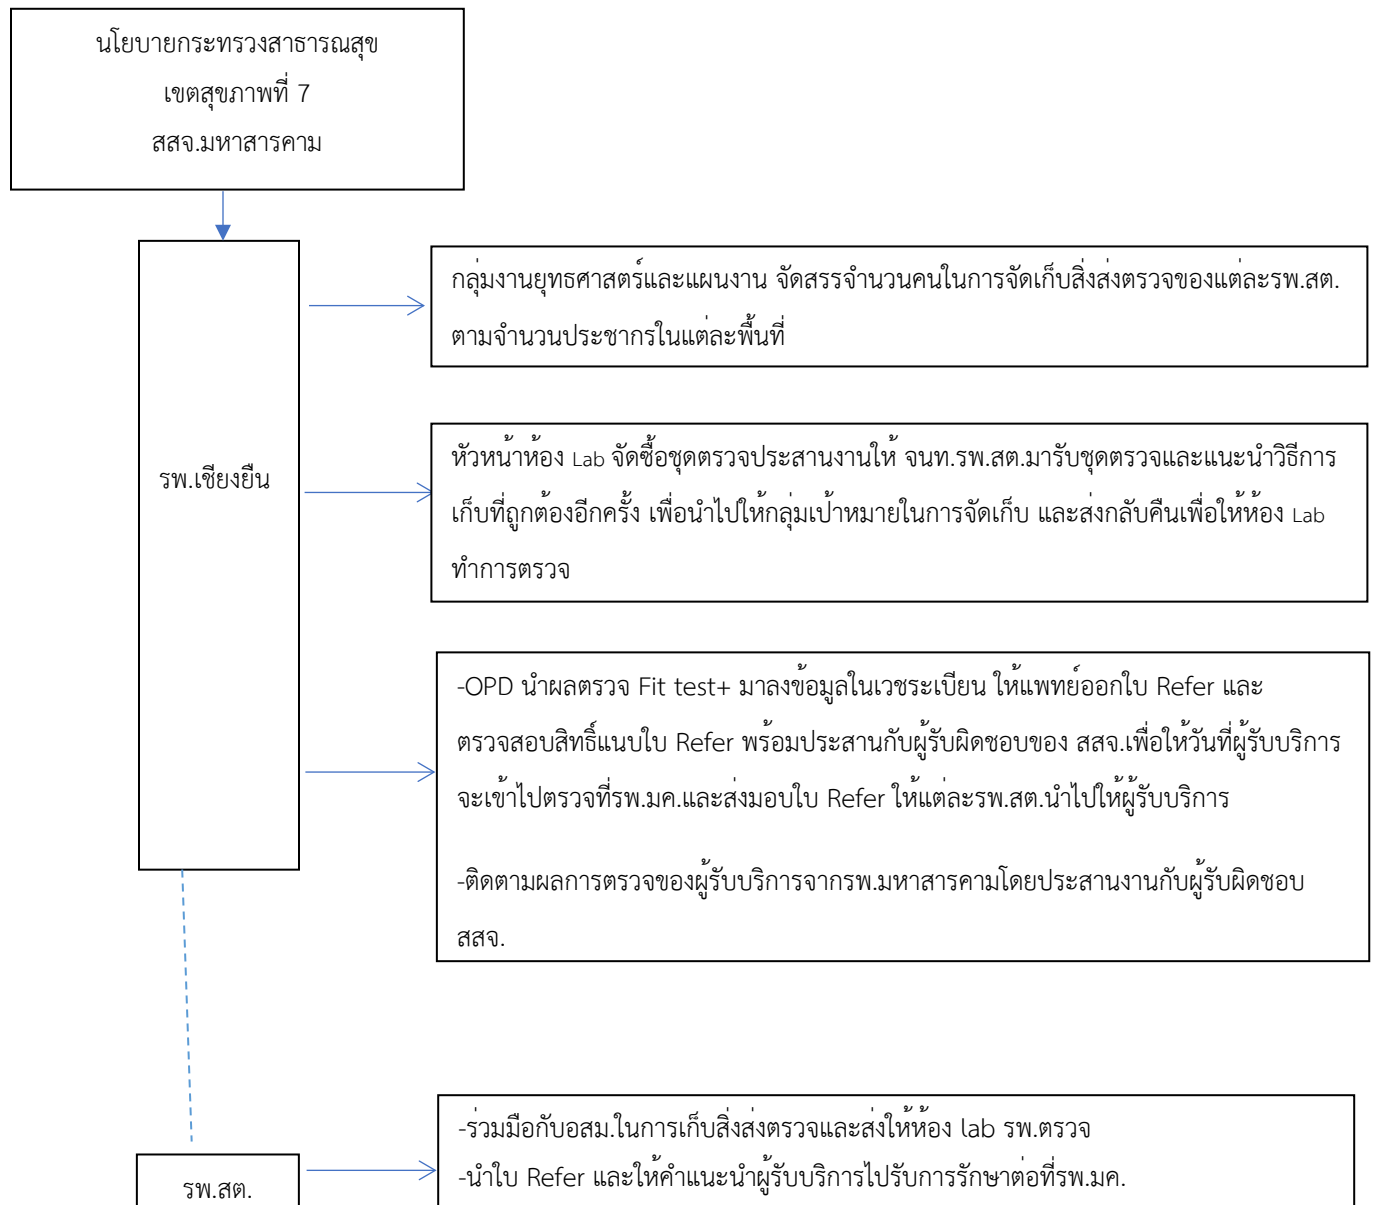 นโยบายกระทรวงสาธารณสุข
เขตสุขภาพที่ 7
สสจ.มหาสารคาม
กลุ่มงานยุทธศาสตร์และแผนงาน จัดสรรจำนวนคนในการจัดเก็บสิ่งส่งตรวจของแต่ละรพ.สต.
ตามจำนวนประชากรในแต่ละพื้นที่
รพ.เชียงยืน
หัวหน้าห้อง Lab จัดซื้อชุดตรวจประสานงานให้ จนท.รพ.สต.มารับชุดตรวจและแนะนำวิธีการ
เก็บที่ถูกต้องอีกครั้ง เพื่อนำไปให้กลุ่มเป้าหมายในการจัดเก็บ และส่งกลับคืนเพื่อให้ห้อง Lab
ทำการตรวจ
-OPD นำผลตรวจ Fit test+ มาลงข้อมูลในเวชระเบียน ให้แพทย์ออกใบ Refer และ
ตรวจสอบสิทธิ์แนบใบ Refer พร้อมประสานกับผู้รับผิดชอบของ สสจ.เพื่อให้วันที่ผู้รับบริการ
จะเข้าไปตรวจที่รพ.มค.และส่งมอบใบ Refer ให้แต่ละรพ.สต.นำไปให้ผู้รับบริการ
-ติดตามผลการตรวจของผู้รับบริการจากรพ.มหาสารคามโดยประสานงานกับผู้รับผิดชอบ
สสจ.
รพ.สต.
-ร่วมมือกับอสม.ในการเก็บสิ่งส่งตรวจและส่งให้ห้อง lab รพ.ตรวจ
-นำใบ Refer และให้คำแนะนำผู้รับบริการไปรับการรักษาต่อที่รพ.มค.